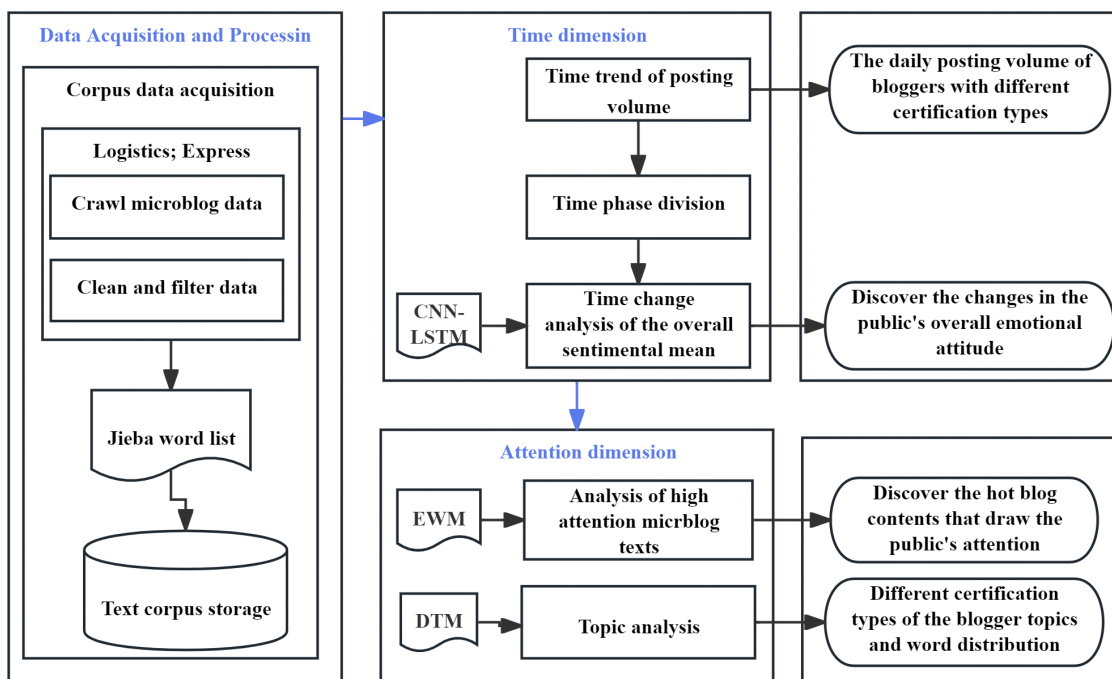 Data Acquisition and Processin
Corpus data acquisition
Logistics; Express
Crawl microblog data
Clean and filter data
Jieba word list
Text corpus storage
Time dimension
Time trend of posting
volume
Time phase division
CNN-
LSTM
Time change
analysis of the overall
sentimental mean
The daily posting volume of
bloggers with different
certification types
Discover the changes in the
public's overall emotional
attitude
Attention dimension
EWM
Analysis of high
attention micrblog
texts
DTM
Topic analysis
Discover the hot blog
contents that draw the
public's attention
Different certification
types of the blogger topics
and word distribution